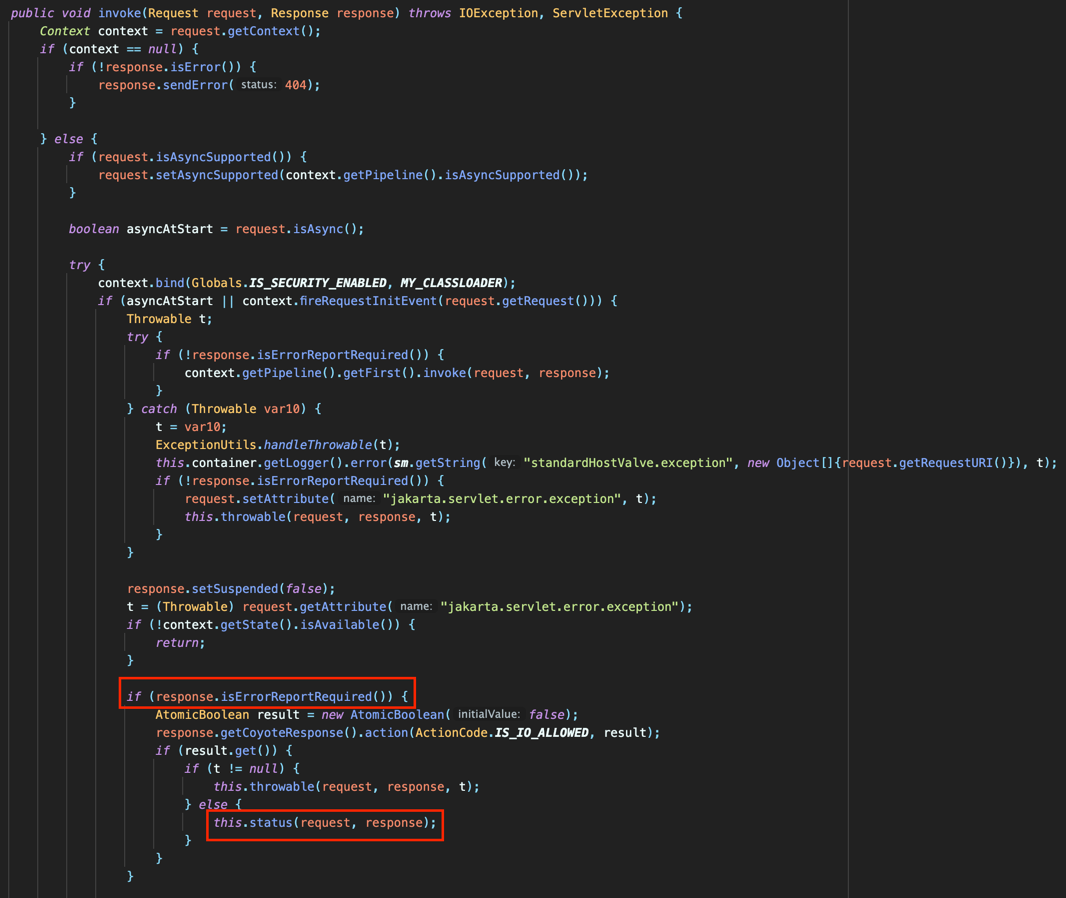 public void invoke(Request request, Response response) throws IOException, ServletException {
Context context = request.getContext();
if (context == null) {
if (!response.isError()) {
response.sendError( status: 404);
}
} else {
if (request.isAsyncSupported()) {
request.setAsyncSupported(context.getPipeline().isAsyncSupported());
}
boolean asyncAtStart = request.isAsync();
try {
context.bind(Globals.IS_SECURITY_ENABLED, MY_CLASSLOADER);
if (asyncAtStart || context.fireRequestInitEvent(request.getRequest())) {
Throwable t;
try {
if (!response.isErrorReportRequired()) {
context.getPipeline().getFirst().invoke(request, response);
}
} catch (Throwable var10) {
t = var10;
ExceptionUtils.handleThrowable(t);
this.container.getLogger().error(sm.getString( key: "standardHostValve.exception", new Object[]{request.getRequestURI()}), t);
if (!response.isErrorReportRequired()) {
request.setAttribute( name: "jakarta.servlet.error.exception", t);
this.throwable(request, response, t);
}
}
response.setSuspended(false);
t = (Throwable) request.getAttribute( name: "jakarta.servlet.error.exception");
if (!context.getState().isAvailable()) {
return;
}
if (response.isErrorReportRequired()) {
AtomicBoolean result = new AtomicBoolean( initialValue: false);
response.getCoyoteResponse().action(ActionCode.IS_IO_ALLOWED, result);
if (result.get()) {
if (t != null) {
this.throwable(request, response, t);
} else {
this.status(request, response);
}
}
}